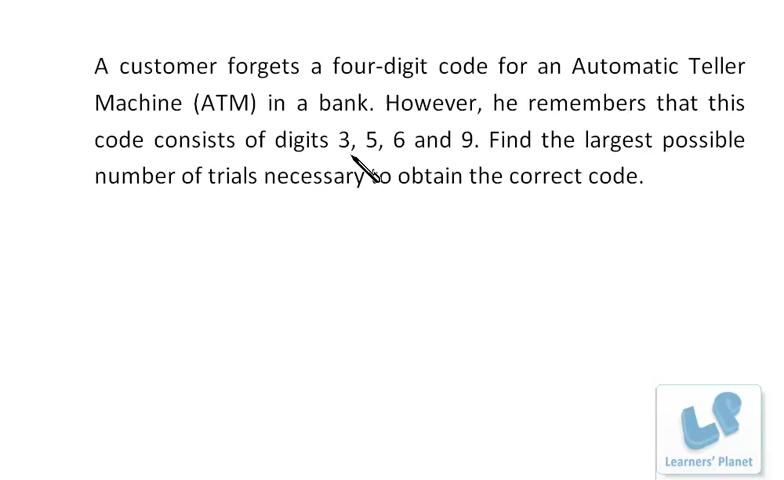 A customer forgets a four-digit code for an Automatic Teller
Machine (ATM) in a bank. However, he remembers that this
code consists of digits 3, 5, 6 and 9. Find the largest possible
number of trials necessary to obtain the correct code.
LP
Learners' Planet